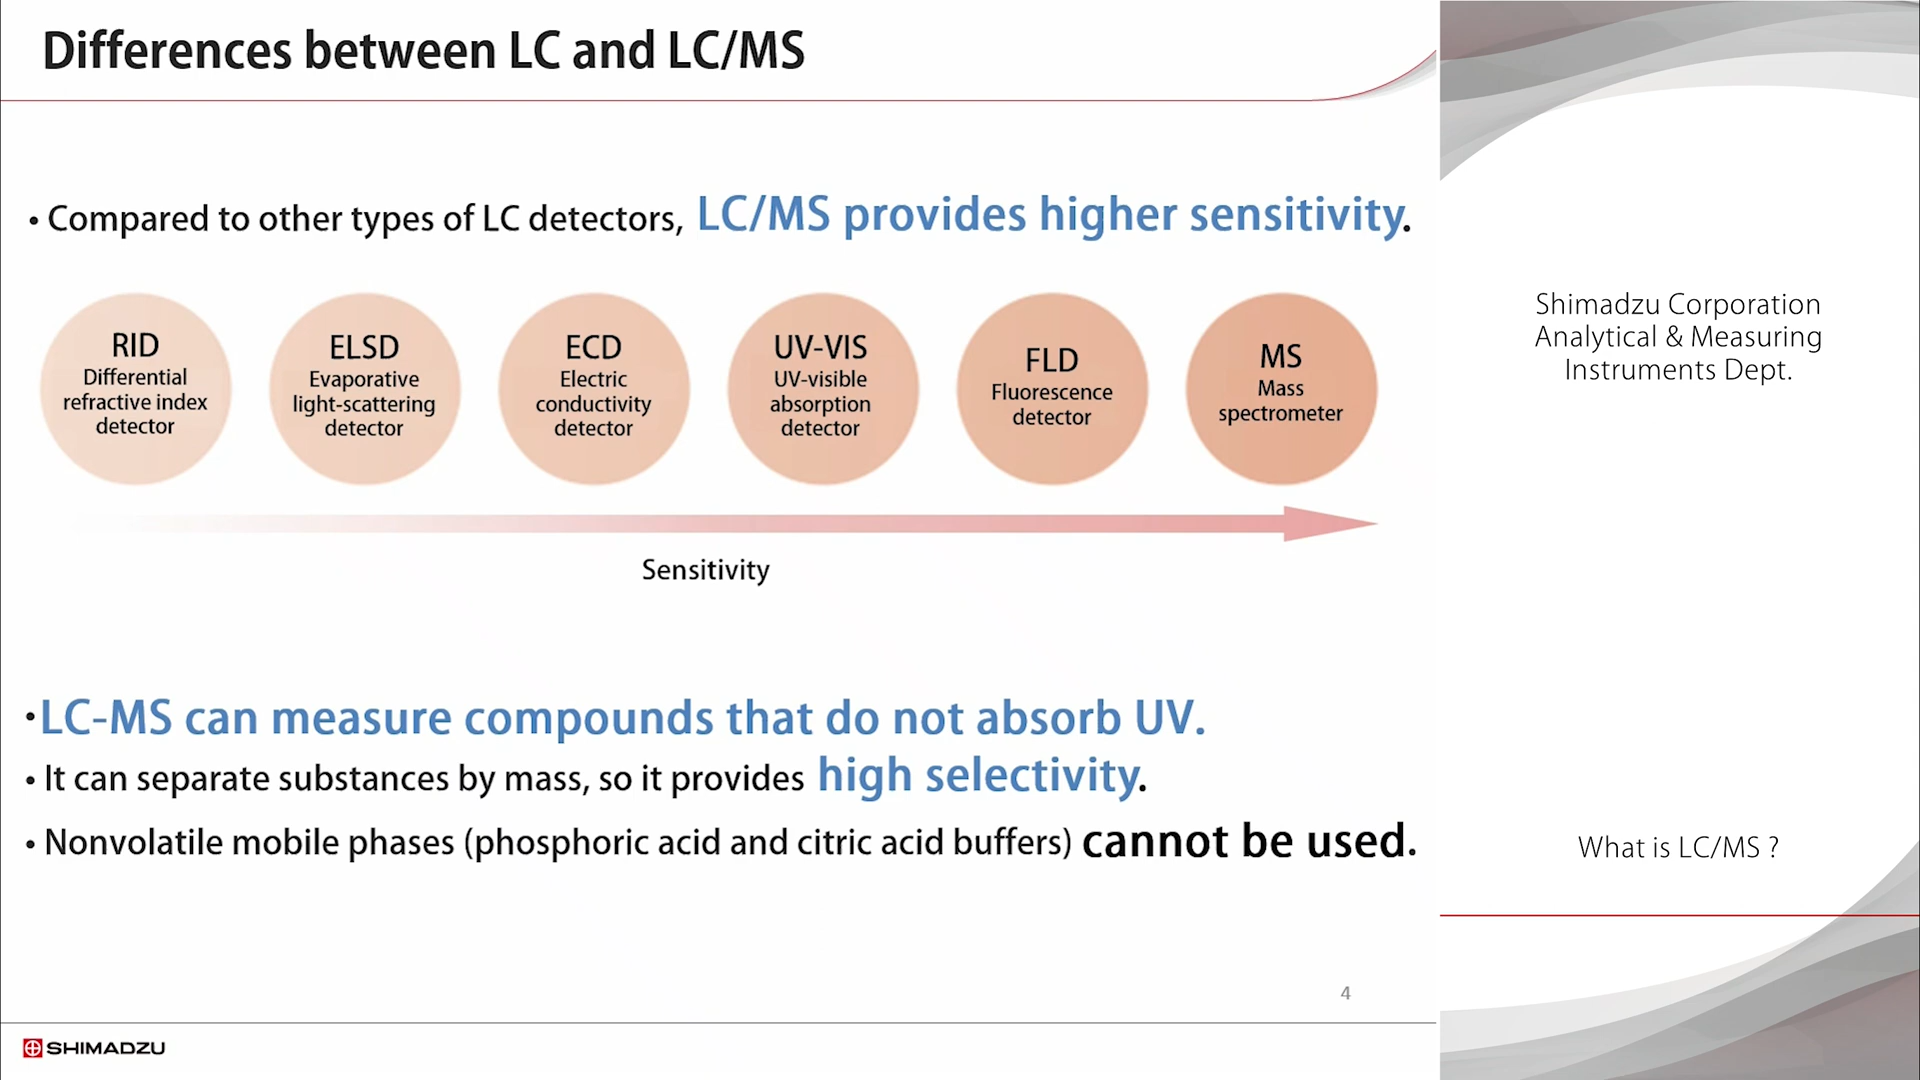 Differences between LC and LC/MS
• Compared to other types of LC detectors, LC/MS provides higher sensitivity.
RID
Differential
refractive index
detector
ELSD
Evaporative
light-scattering
detector
ECD
Electric
conductivity
detector
UV-VIS
UV-visible
absorption
detector
FLD
Fluorescence
detector
MS
Mass
spectrometer
Sensitivity
•LC-MS can measure compounds that do not absorb UV.
• It can separate substances by mass, so it provides high selectivity.
• Nonvolatile mobile phases (phosphoric acid and citric acid buffers) cannot be used.
4
SHIMADZU
Shimadzu Corporation
Analytical & Measuring
Instruments Dept.
What is LC/MS ?